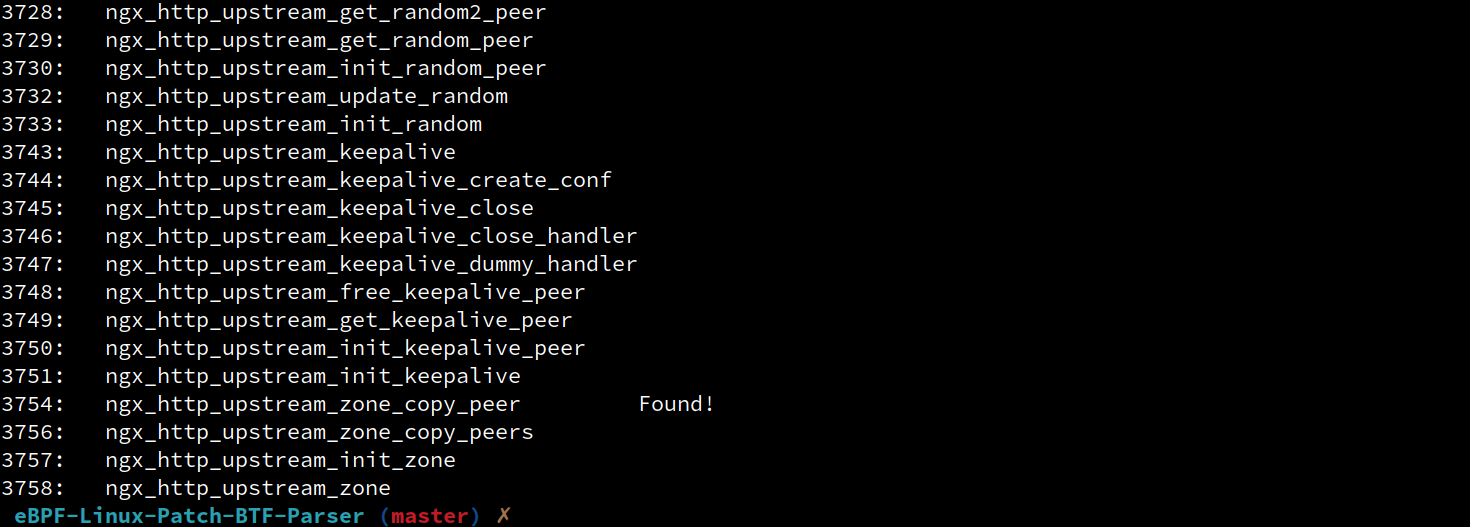 3728:   ngx_http_upstream_get_random2_peer
3729:   ngx_http_upstream_get_random_peer
3730:   ngx_http_upstream_init_random_peer
3732:   ngx_http_upstream_update_random
3733:   ngx_http_upstream_init_random
3743:   ngx_http_upstream_keepalive
3744:   ngx_http_upstream_keepalive_create_conf
3745:   ngx_http_upstream_keepalive_close
3746:   ngx_http_upstream_keepalive_close_handler
3747:   ngx_http_upstream_keepalive_dummy_handler
3748:   ngx_http_upstream_free_keepalive_peer
3749:   ngx_http_upstream_get_keepalive_peer
3750:   ngx_http_upstream_init_keepalive_peer
3751:   ngx_http_upstream_init_keepalive
3754:   ngx_http_upstream_zone_copy_peer         Found!
3756:   ngx_http_upstream_zone_copy_peers
3757:   ngx_http_upstream_init_zone
3758:   ngx_http_upstream_zone
eBPF-Linux-Patch-BTF-Parser (master) ✗